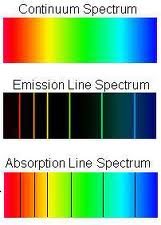 Continuum Spectrum
Emission Line Spectrum
Absorption Line Spectrum